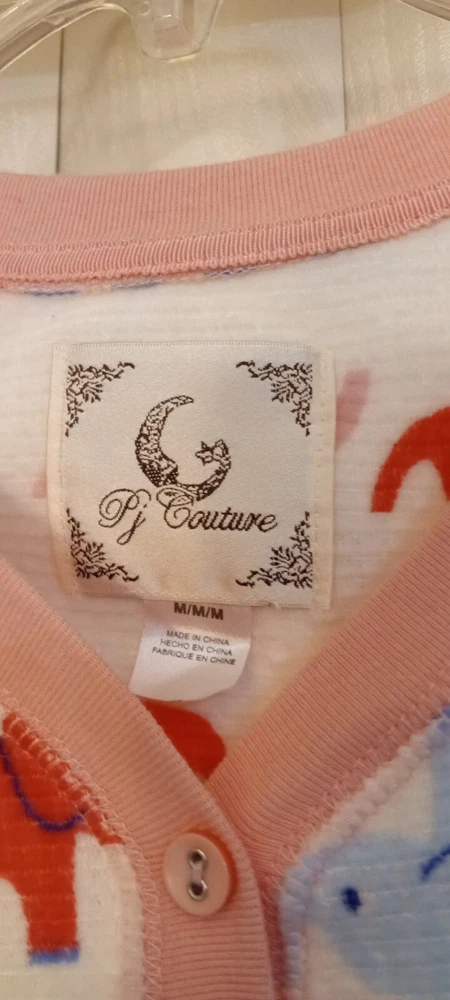 Pj Couture
M/M/M
MADE IN CHINA
HECHO EN CHINA
FABRIQUE EN CHINE